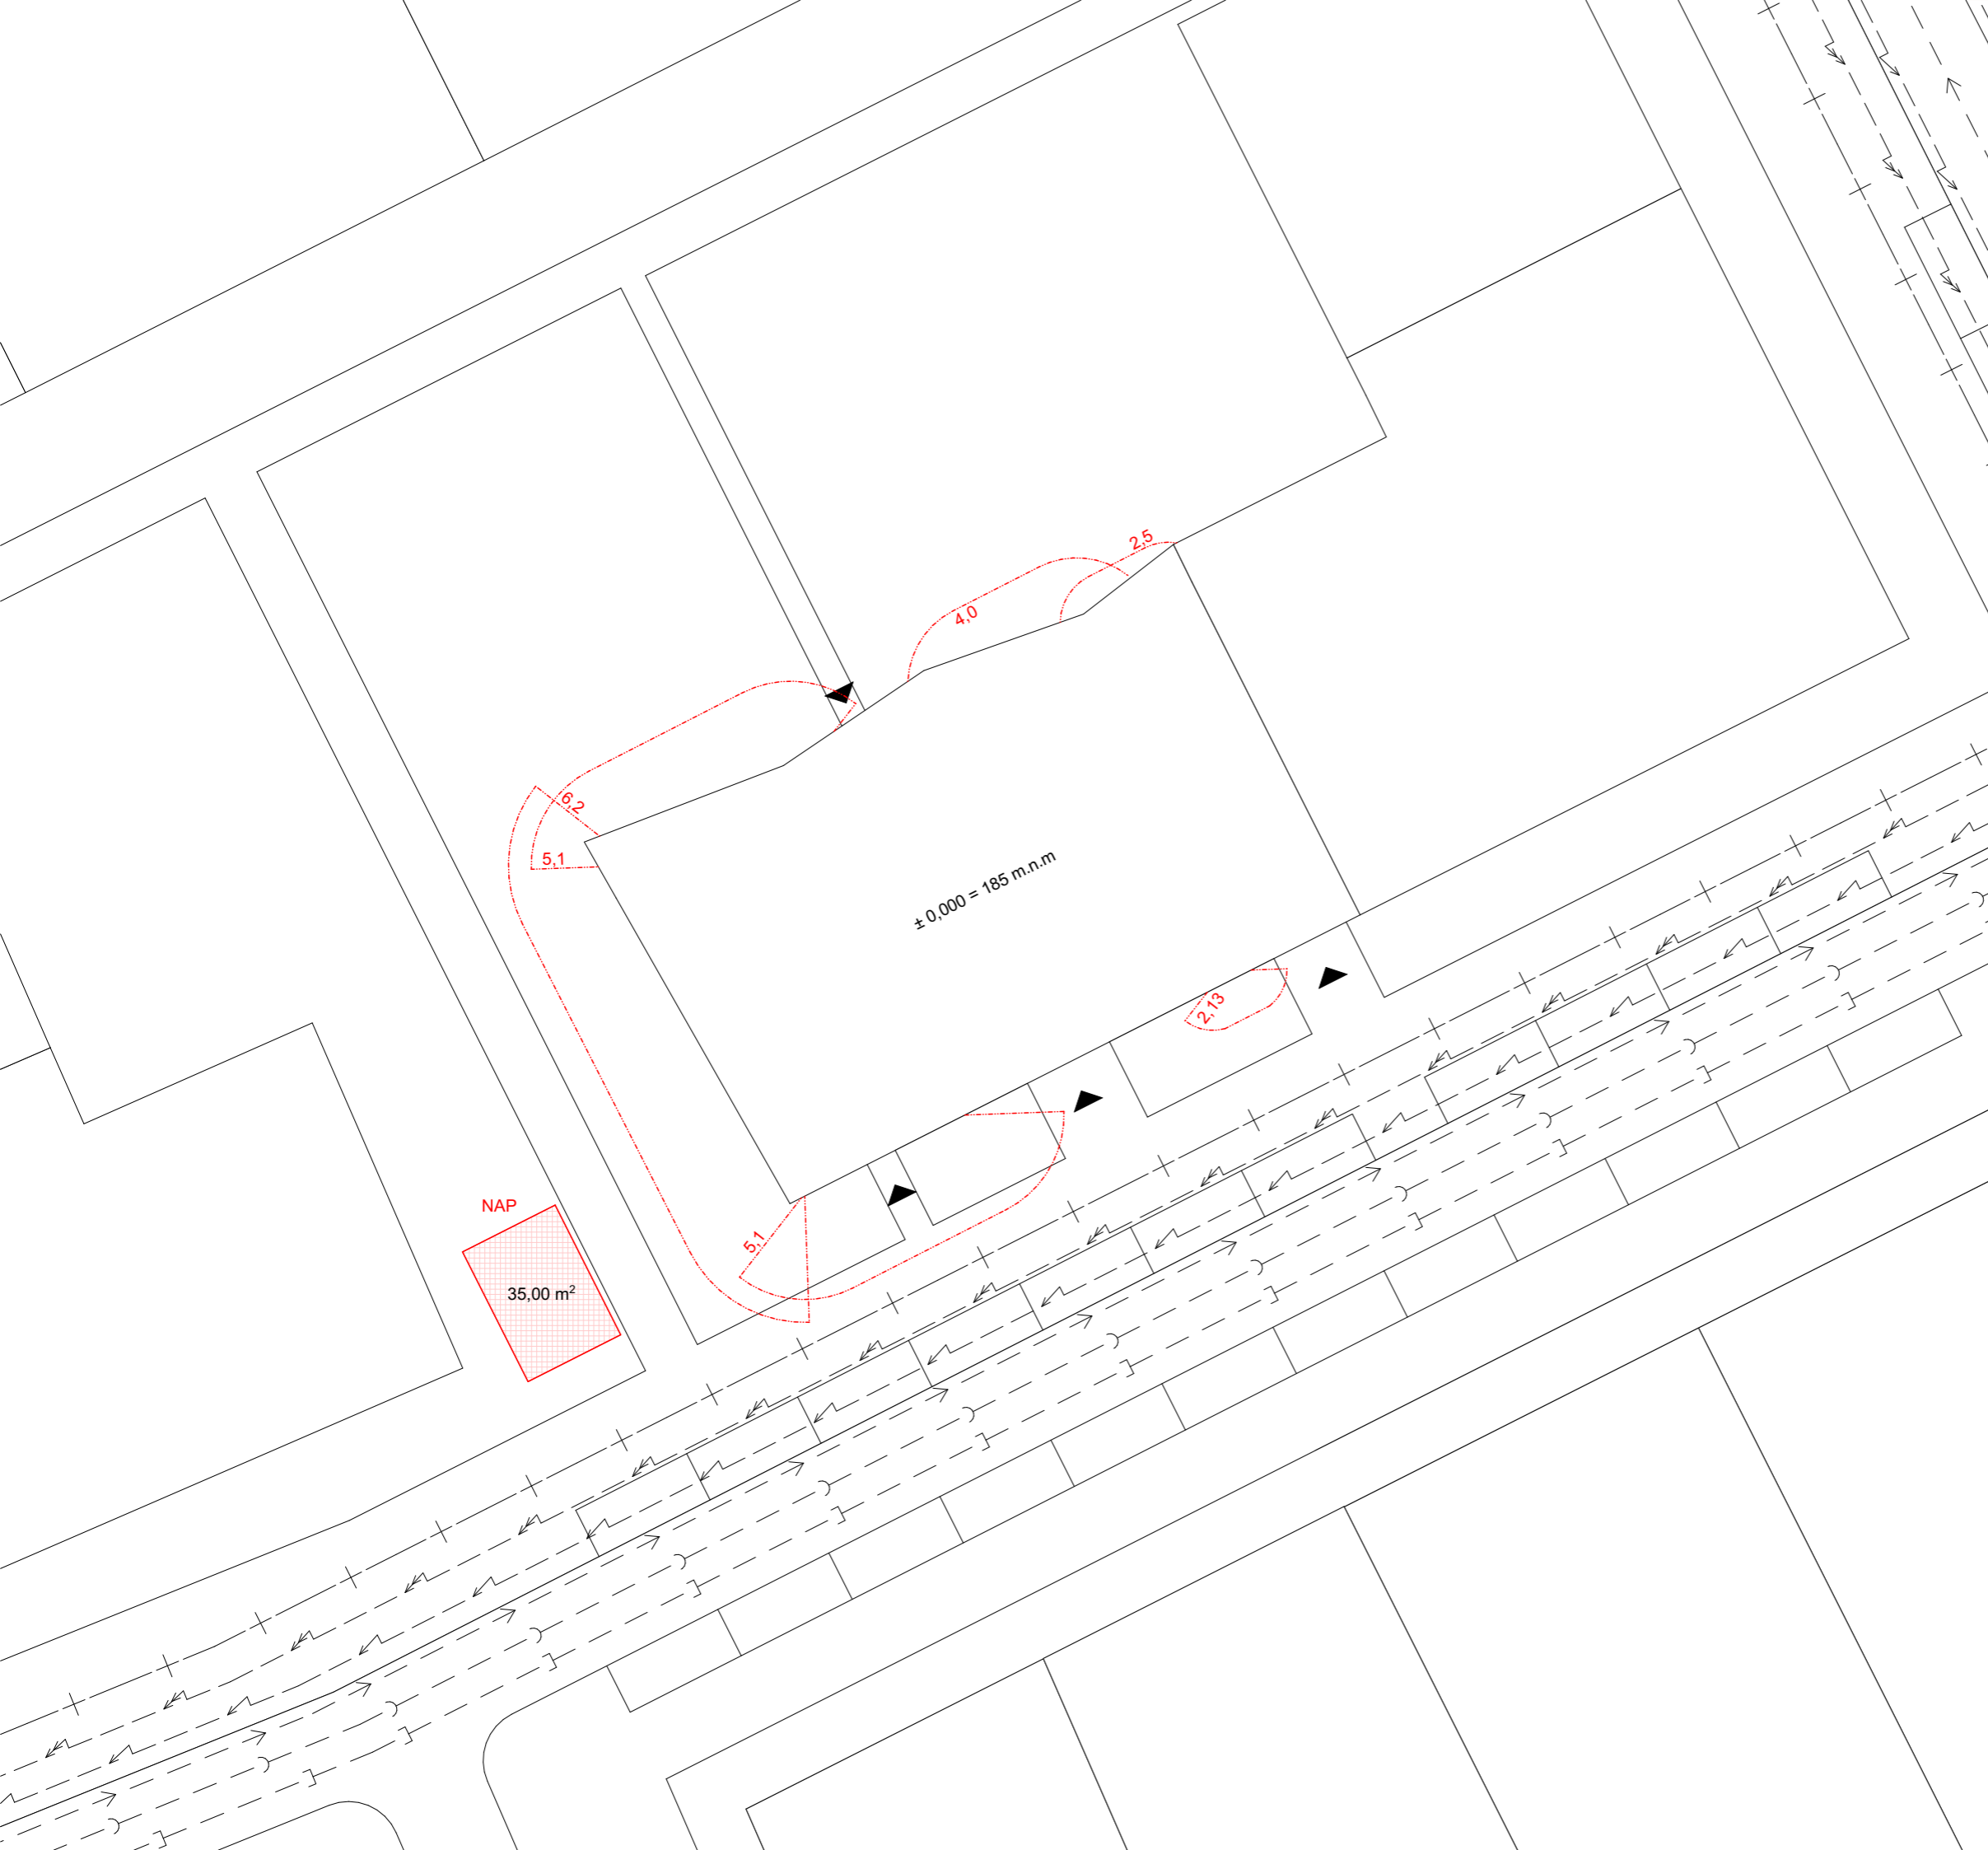 2,5
4,0
6,2
5,1
± 0,000 = 185 m.n.m
2,13
NAP
5,1
35,00 m²